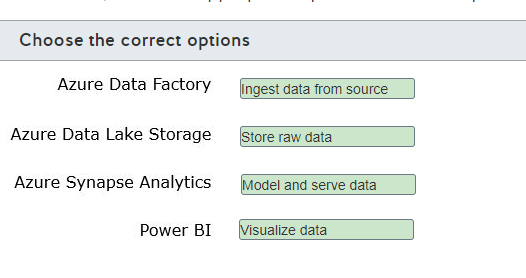 Choose the correct options
Azure Data Factory Ingest data from source
Azure Data Lake Storage Store raw data
Azure Synapse Analytics Model and serve data
Power BI Visualize data